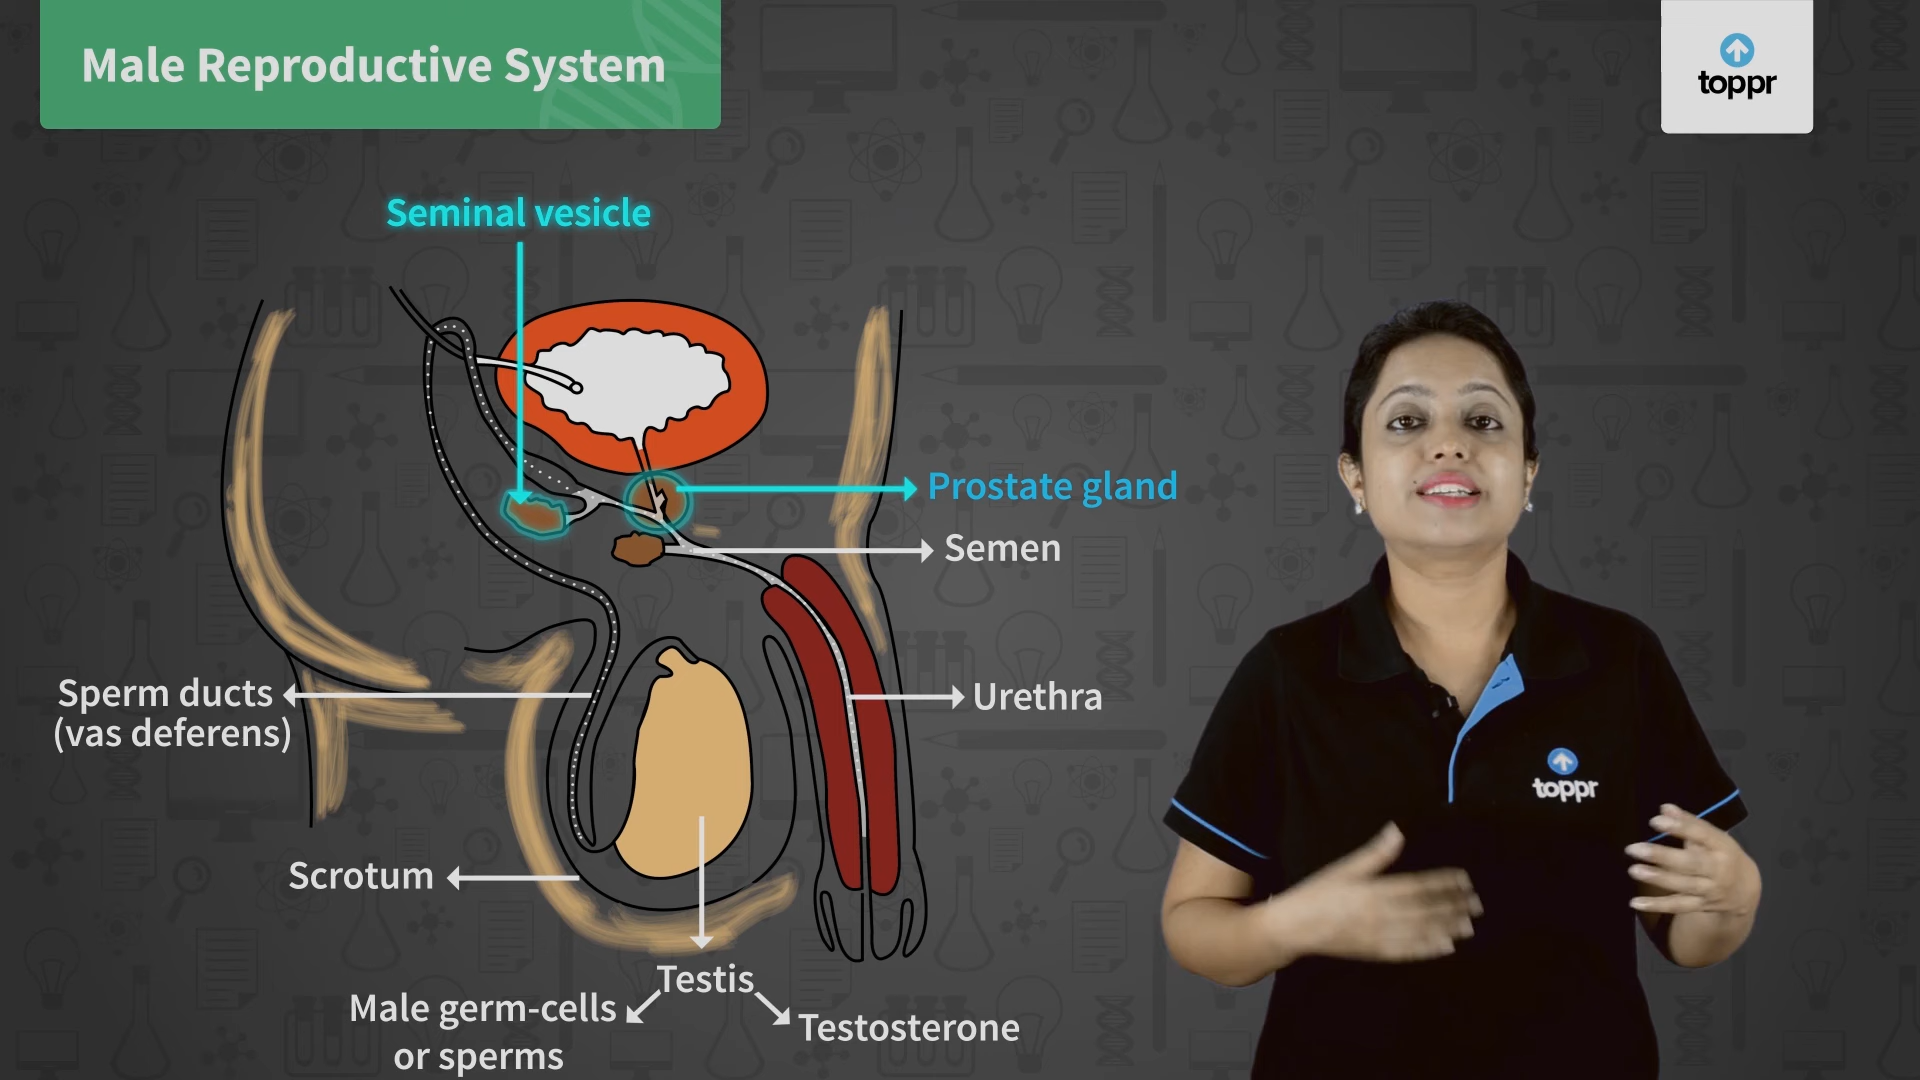 Male Reproductive System
toppr
Seminal vesicle
Prostate gland
Semen
Sperm ducts
(vas deferens)
Urethra
toppr
Scrotum
Testis
Male germ-cells
or sperms
Testosterone